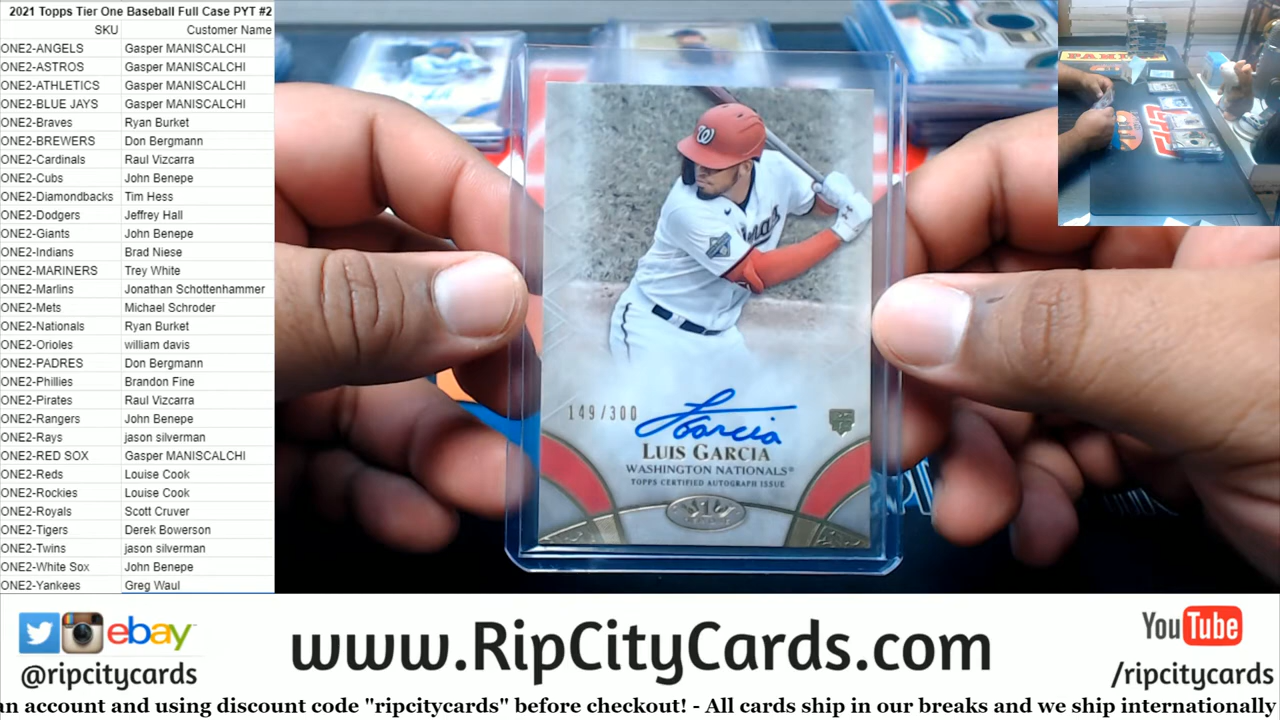 2021 Topps Tier One Baseball Full Case PYT #2
SKU Customer Name
ONE2-ANGELS Gasper MANISCALCHI
ONE2-ASTROS Gasper MANISCALCHI
ONE2-ATHLETICS Gasper MANISCALCHI
ONE2-BLUE JAYS Gasper MANISCALCHI
ONE2-Braves Ryan Burket
ONE2-BREWERS Don Bergmann
ONE2-Cardinals Raul Vizcarra
ONE2-Cubs John Benepe
ONE2-Diamondbacks Tim Hess
ONE2-Dodgers Jeffrey Hall
ONE2-Giants John Benepe
ONE2-Indians Brad Niese
ONE2-MARINERS Trey White
ONE2-Marlins Jonathan Schottenhammer
ONE2-Mets Michael Schroder
ONE2-Nationals Ryan Burket
ONE2-Orioles william davis
ONE2-PADRES Don Bergmann
ONE2-Phillies Brandon Fine
ONE2-Pirates Raul Vizcarra
ONE2-Rangers John Benepe
ONE2-Rays jason silverman
ONE2-RED SOX Gasper MANISCALCHI
ONE2-Reds Louise Cook
ONE2-Rockies Louise Cook
ONE2-Royals Scott Cruver
ONE2-Tigers Derek Bowerson
ONE2-Twins jason silverman
ONE2-White Sox John Benepe
ONE2-Yankees Greg Waul
W
149/300
L Garcia
LUIS GARCIA
WASHINGTON NATIONALS®
TOPPS CERTIFIED AUTOGRAPH ISSUE
1
PANINI
ebay
@ripcitycards
www.RipCityCards.com
YouTube
/ripcitycards
an account and using discount code "ripcitycards" before checkout! - All cards ship in our breaks and we ship internationally